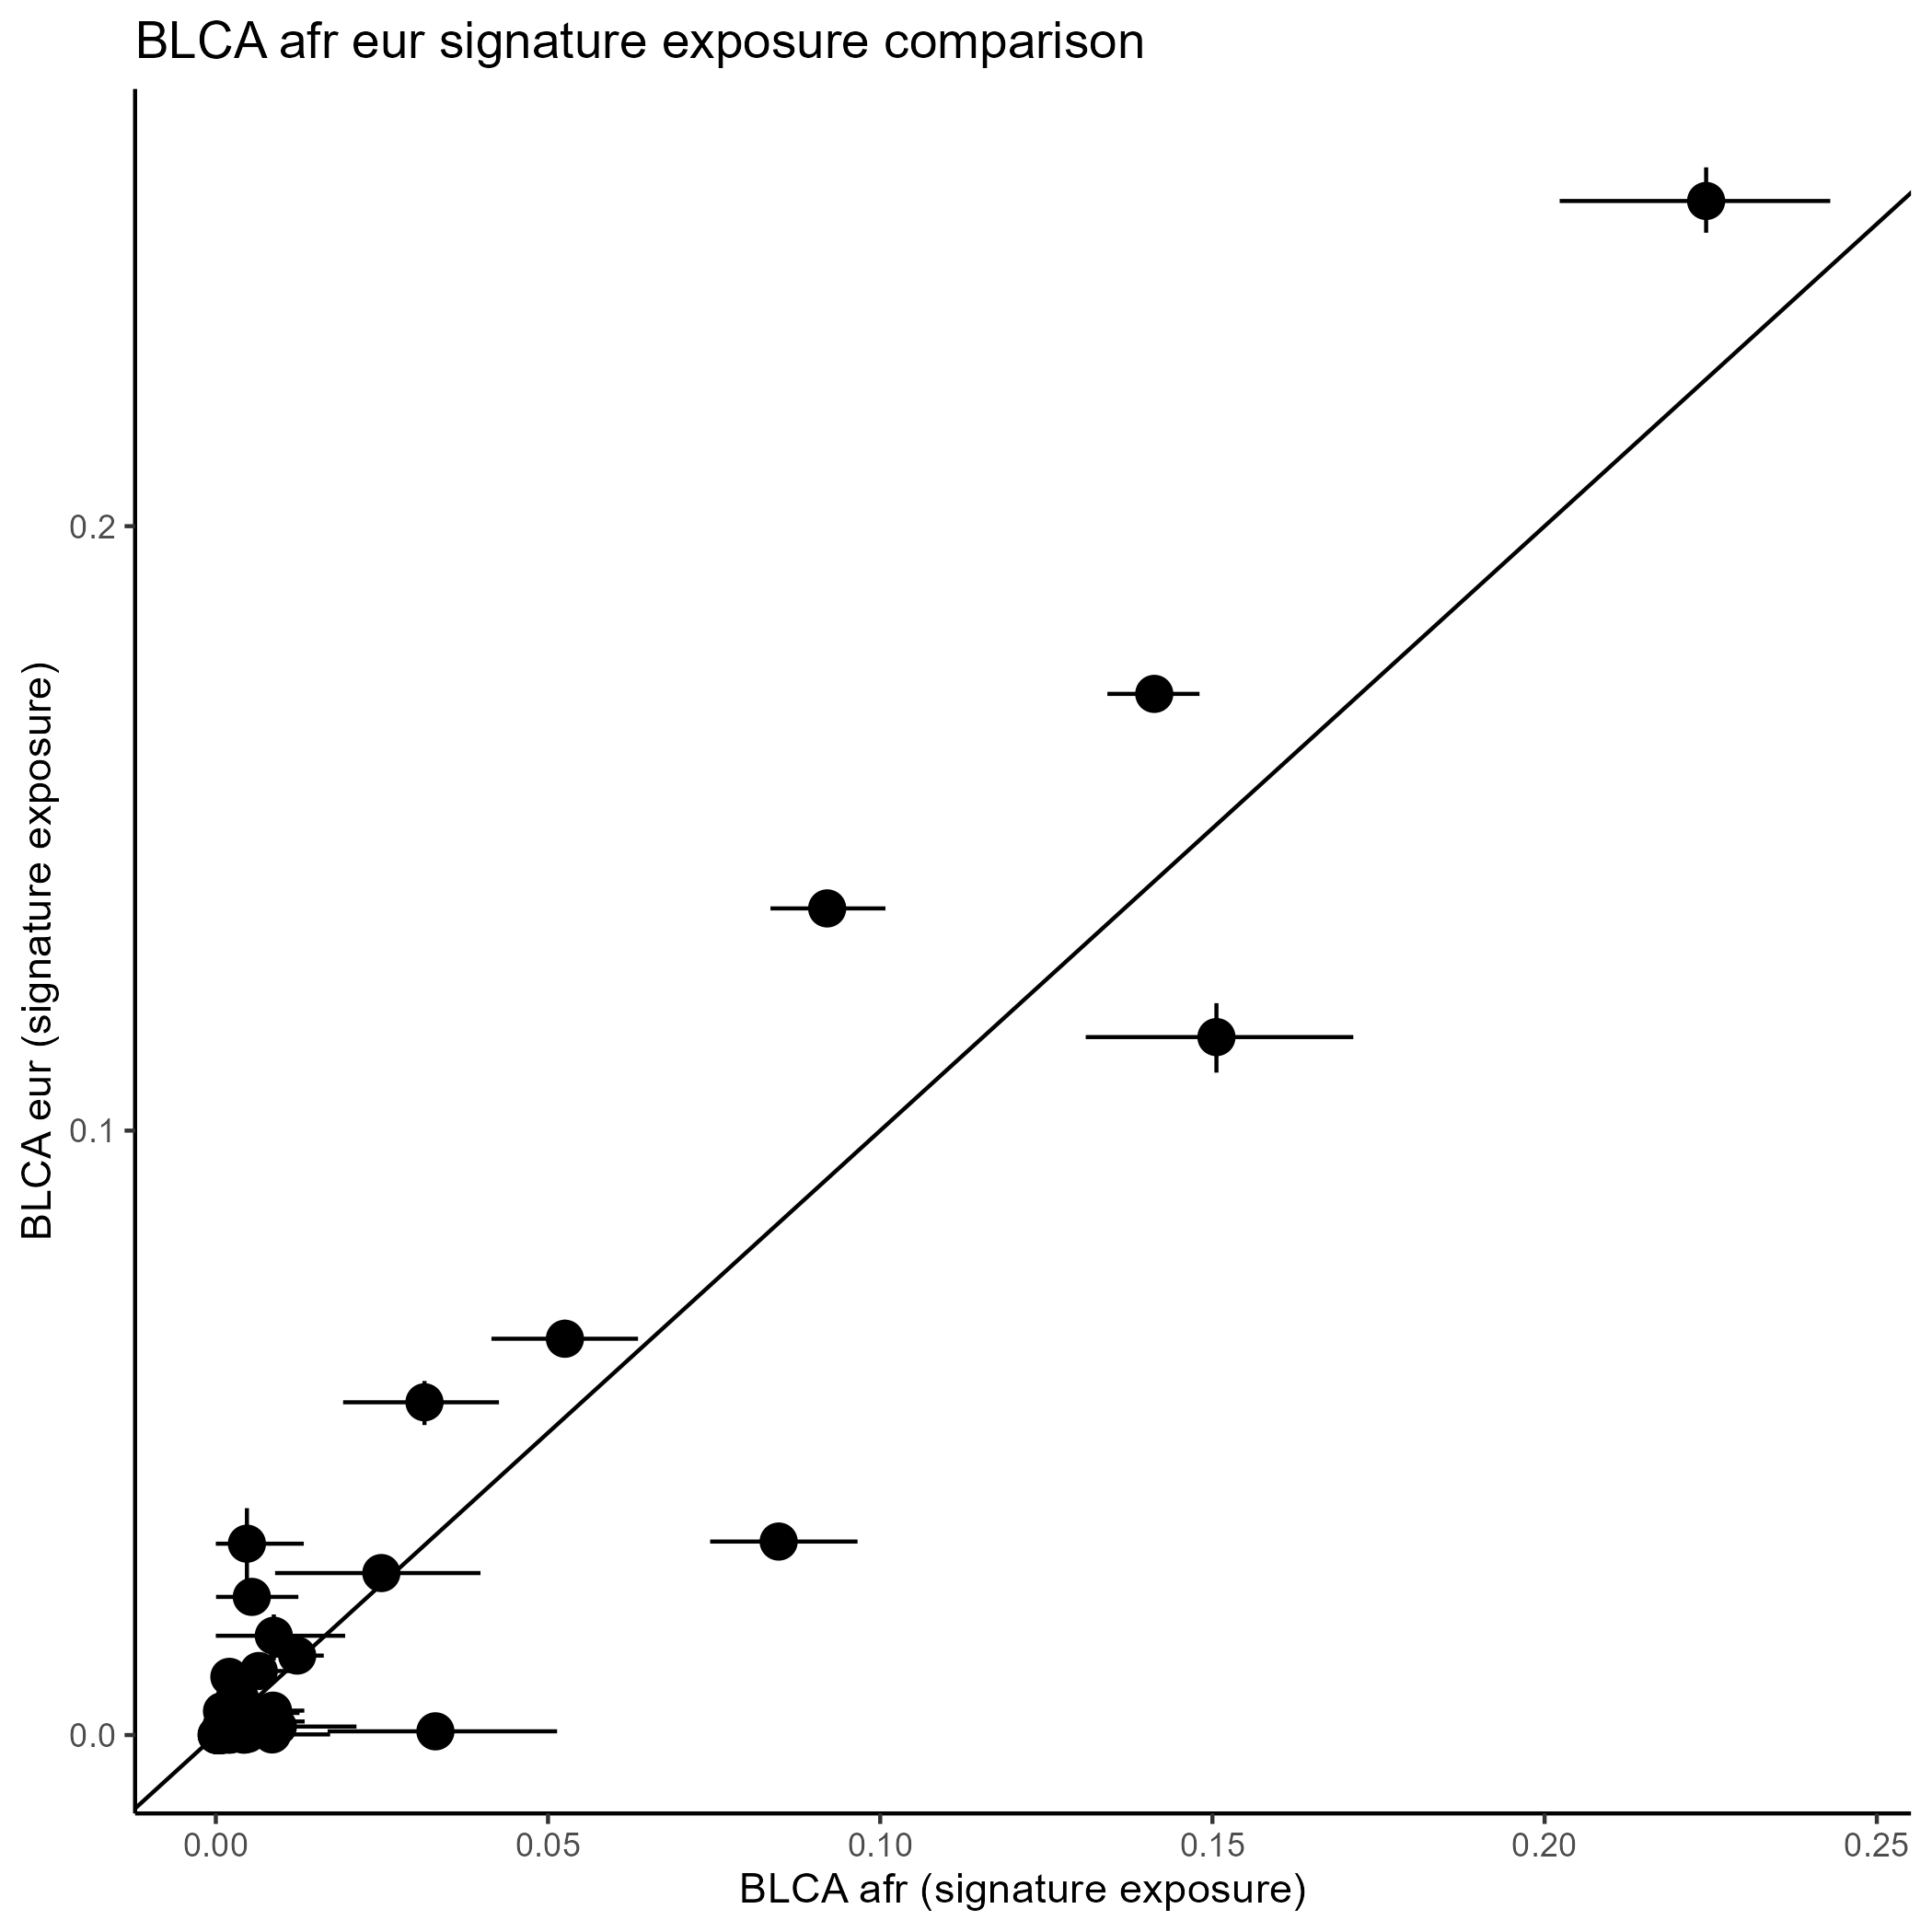 BLCA afr eur signature exposure comparison
BLCA eur (signature exposure)
0.2
0.1
0.0
0.00 0.05 0.10 0.15 0.20 0.25
BLCA afr (signature exposure)